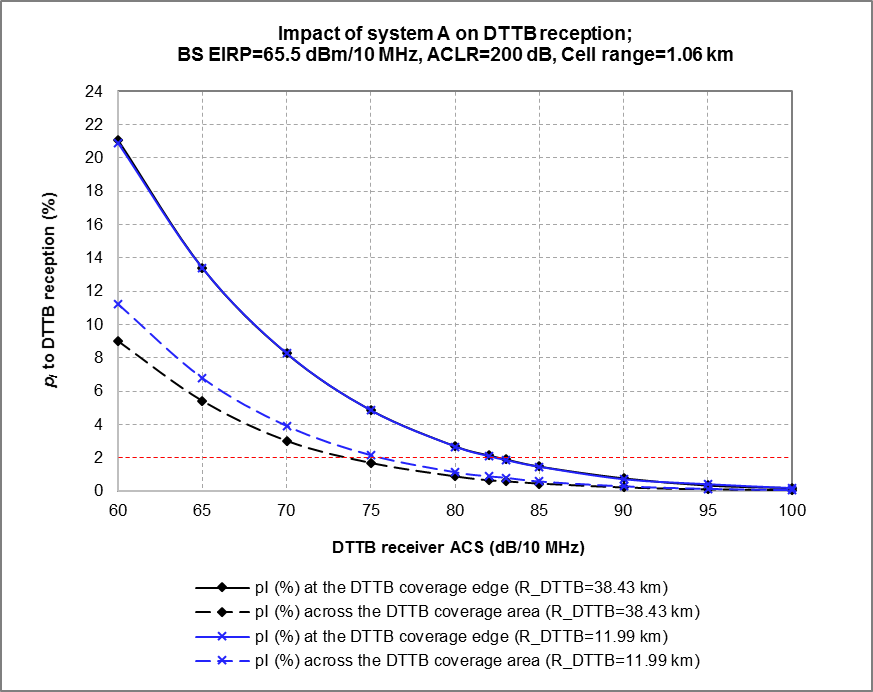 Impact of system A on DTTB reception;
BS EIRP=65.5 dBm/10 MHz, ACLR=200 dB, Cell range=1.06 km
pI to DTTB reception (%)
24
22
20
18
16
14
12
10
8
6
4
2
0
60 65 70 75 80 85 90 95 100
DTTB receiver ACS (dB/10 MHz)
pI (%) at the DTTB coverage edge (R_DTTB=38.43 km)
pI (%) across the DTTB coverage area (R_DTTB=38.43 km)
pI (%) at the DTTB coverage edge (R_DTTB=11.99 km)
pI (%) across the DTTB coverage area (R_DTTB=11.99 km)